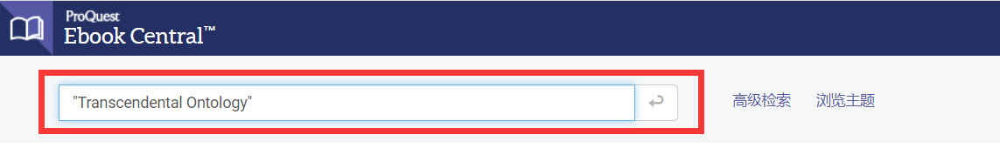 ProQuest
Ebook Central™
"Transcendental Ontology"
高级检索 浏览主题